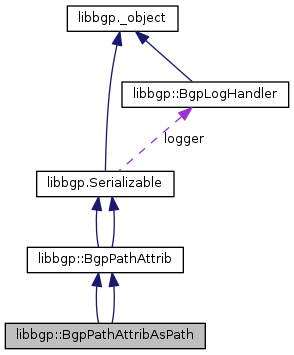 libbgp._object
libbgp::BgpLogHandler
logger
libbgp.Serializable
libbgp::BgpPathAttrib
libbgp::BgpPathAttribAsPath